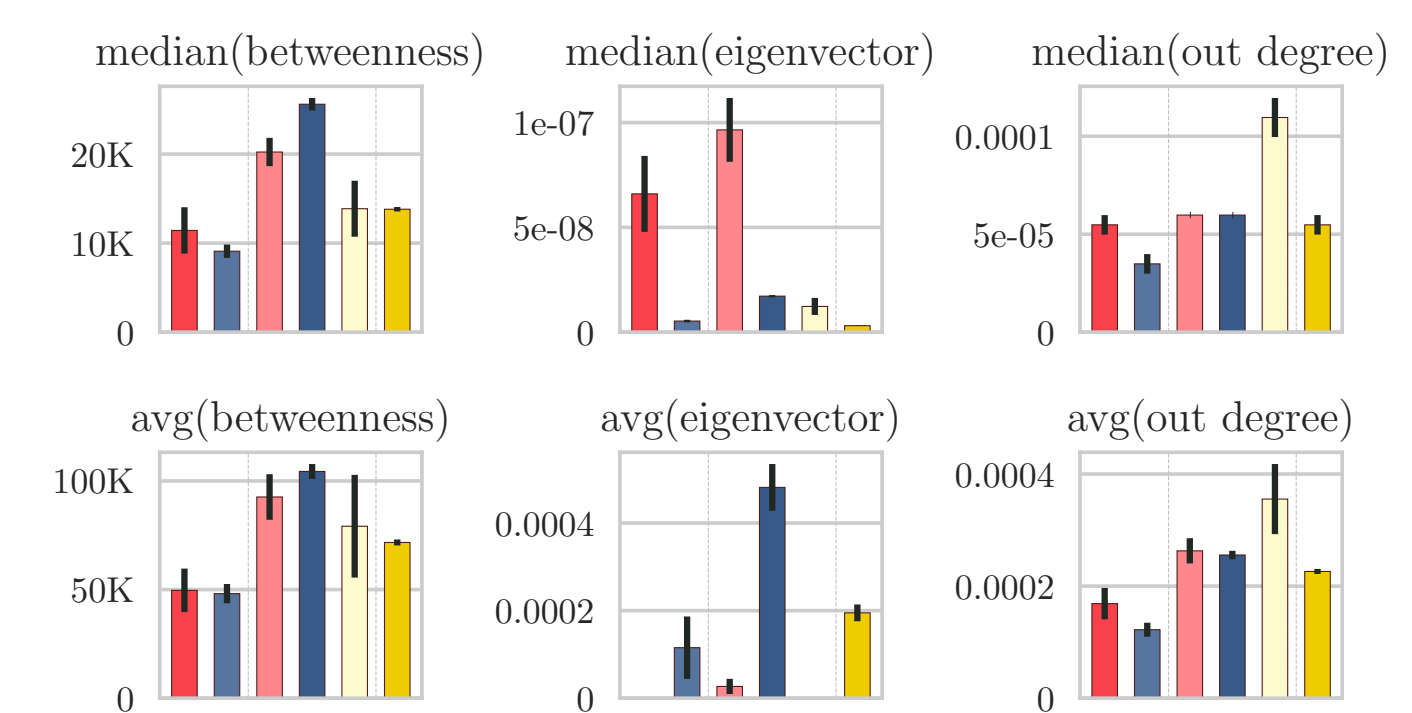 median(betweenness)
20K
10K
0
median(eigenvector)
1e-07
5e-08
0
median(out degree)
0.0001
5e-05
0
avg(betweenness)
100K
50K
0
avg(eigenvector)
0.0004
0.0002
0
avg(out degree)
0.0004
0.0002
0